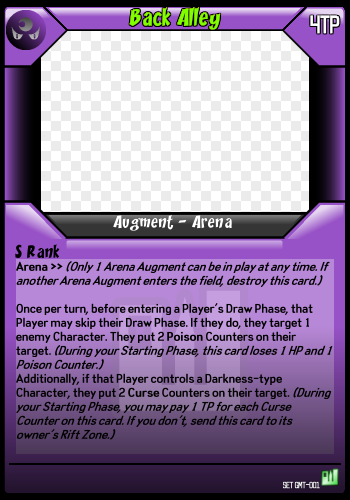 Back Alley
4TP
Augment - Arena
S Rank
Arena >> (Only 1 Arena Augment can be in play at any time. If
another Arena Augment enters the field, destroy this card.)
Once per turn, before entering a Player's Draw Phase, that
Player may skip their Draw Phase. If they do, they target 1
enemy Character. They put 2 Poison Counters on their
target. (During your Starting Phase, this card loses 1 HP and 1
Poison Counter.)
Additionally, if that Player controls a Darkness-type
Character, they put 2 Curse Counters on their target. (During
your Starting Phase, you may pay 1 TP for each Curse
Counter on this card. If you don't, send this card to its
owner's Rift Zone.)
SET GMT-001